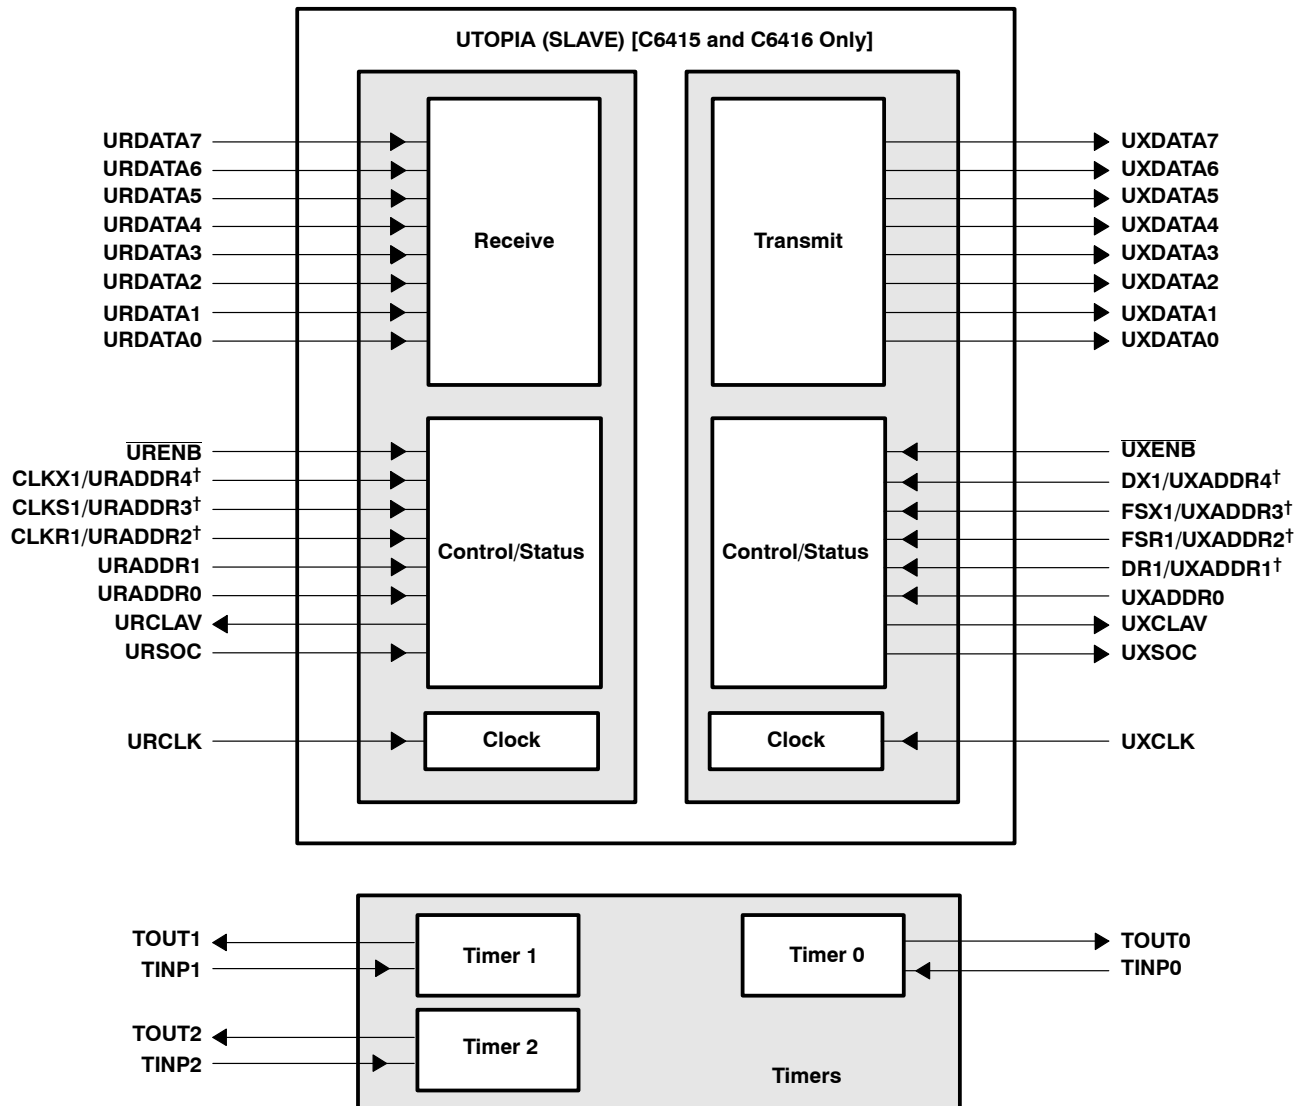 UTOPIA (SLAVE) [C6415 and C6416 Only]
URDATA7
URDATA6
URDATA5
URDATA4
URDATA3
URDATA2
URDATA1
URDATA0
Receive
Transmit
UXDATA7
UXDATA6
UXDATA5
UXDATA4
UXDATA3
UXDATA2
UXDATA1
UXDATA0
URENB
CLKX1/URADDR4†
CLKS1/URADDR3†
CLKR1/URADDR2†
URADDR1
URADDR0
URCLAV
URSOC
Control/Status
Control/Status
UXENB
DX1/UXADDR4†
FSX1/UXADDR3†
FSR1/UXADDR2†
DR1/UXADDR1†
UXADDR0
UXCLAV
UXSOC
URCLK
Clock
Clock
UXCLK
TOUT1
TINP1
Timer 1
Timer 0
TOUT0
TINP0
TOUT2
TINP2
Timer 2
Timers